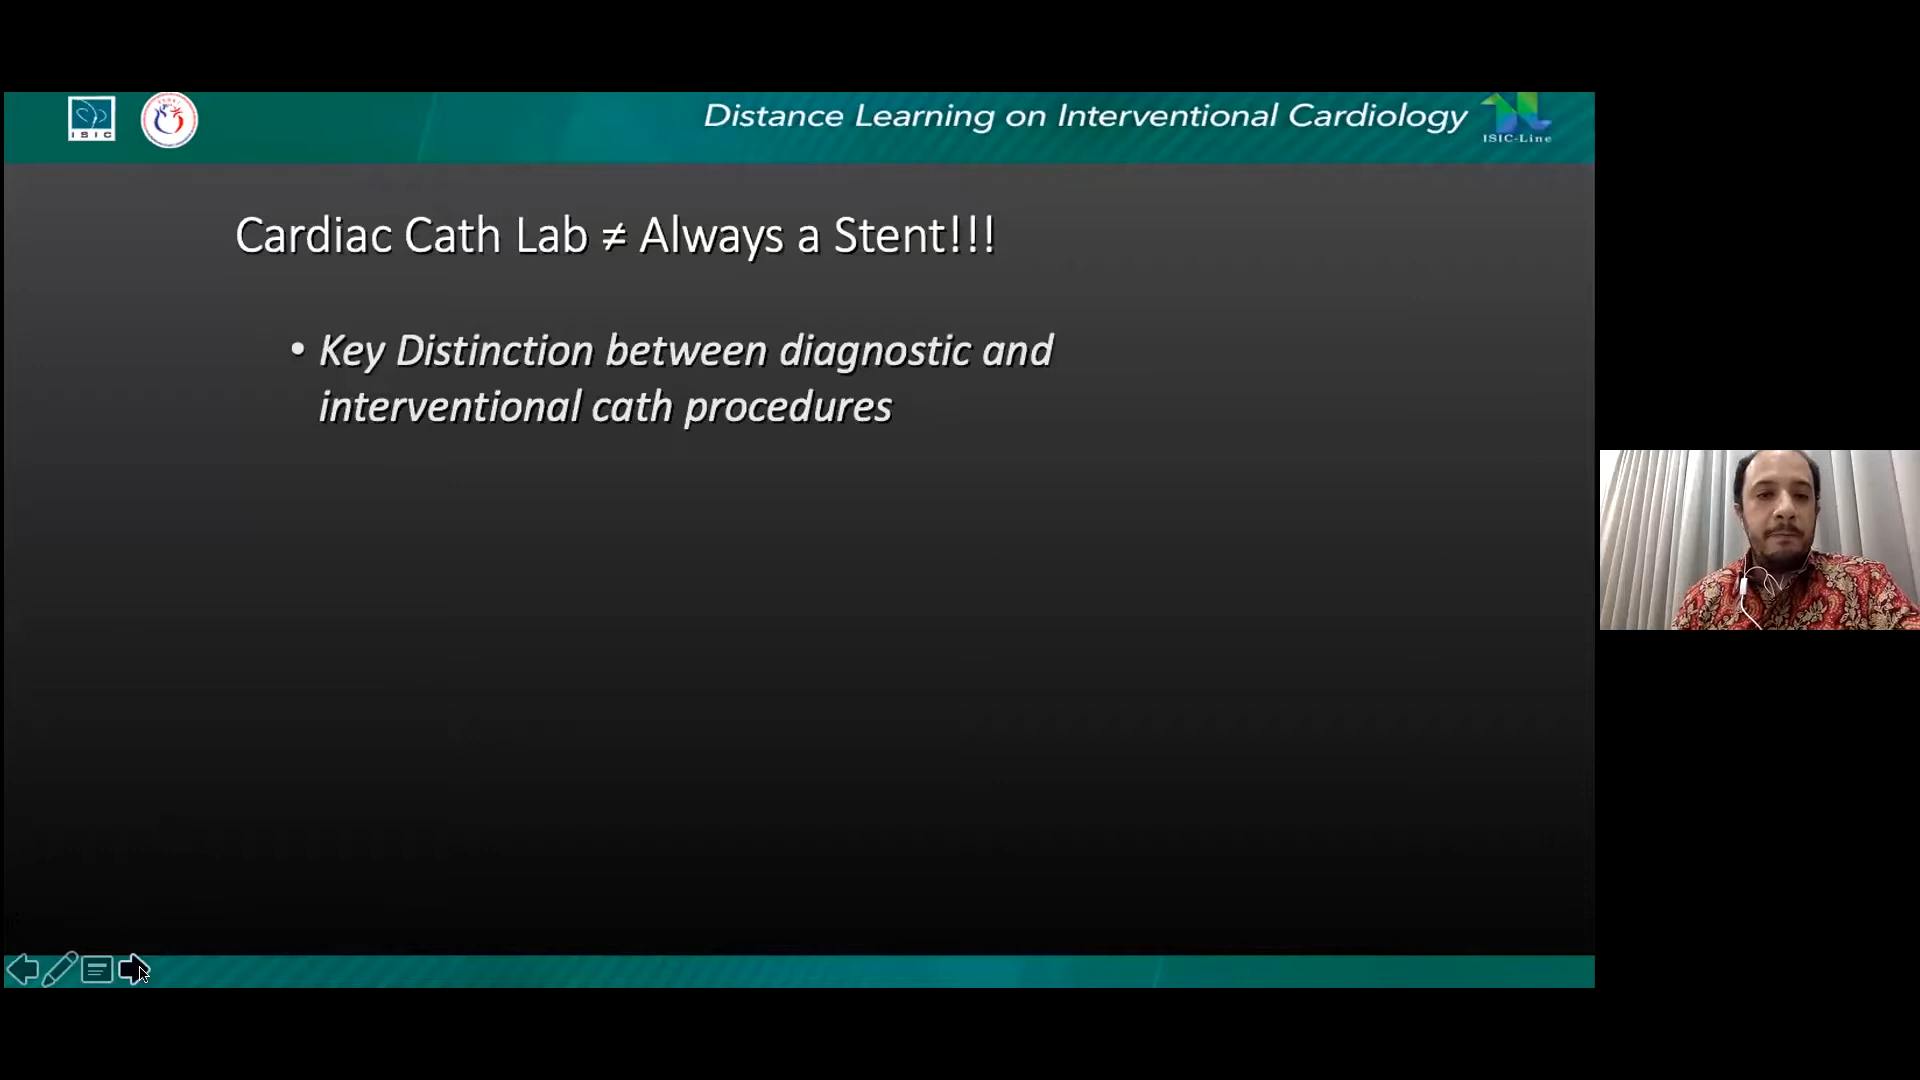 ISIC
Distance Learning on Interventional Cardiology
ISIC-Line
Cardiac Cath Lab ≠ Always a Stent!!!
• Key Distinction between diagnostic and
interventional cath procedures